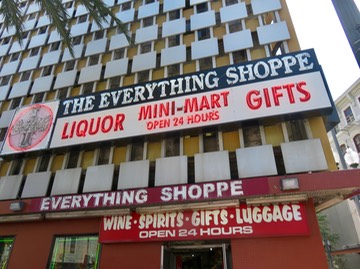 THE EVERYTHING SHOPPE
LIQUOR MINI-MART GIFTS
OPEN 24 HOURS
EVERYTHING SHOPPE
WINE · SPIRITS · GIFTS · LUGGAGE
OPEN 24 HOURS